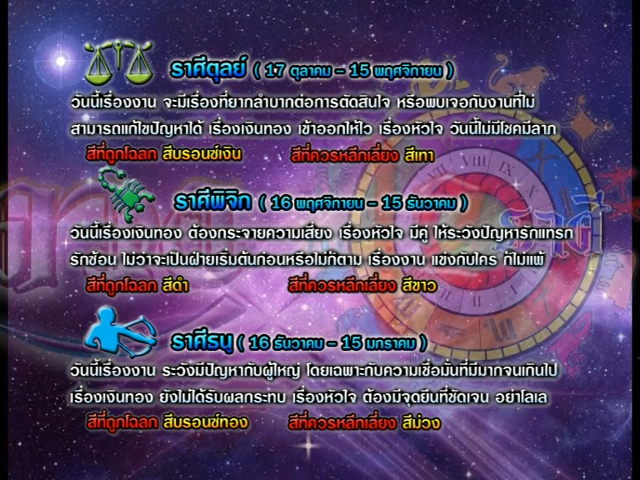 ราศีตุลย์ ( 17 ตุลาคม - 15 พฤศจิกายน )
วันนี้เรื่องงาน จะมีเรื่องที่ยากลำบากต่อการตัดสินใจ หรือพบเจอกับงานที่ไม่
สามารถแก้ไขปัญหาได้ เรื่องเงินทอง เข้าออกไห้ไว เรื่องหัวใจ วันนี้ไม่มีโชคมีลาภ
สีที่ถูกโฉลก สีบรอนซ์เงิน สีที่ควรหลีกเลี่ยง สีเทา
ราศีพิจิก ( 16 พฤศจิกายน - 15 ธันวาคม )
วันนี้เรื่องเงินทอง ต้องกระจายความเสี่ยง เรื่องหัวใจ มีคู่ ให้ระวังปัญหารักแทรก
รักซ้อน ไม่ว่าจะเป็นฝ่ายเริ่มต้นก่อนหรือไม่ก็ตาม เรื่องงาน แข่งกับใคร ก็ไม่แพ้
สีที่ถูกโฉลก สีดำ สีที่ควรหลีกเลี่ยง สีขาว
ราศีธนู ( 16 ธันวาคม - 15 มกราคม )
วันนี้เรื่องงาน ระวังมีปัญหากับผู้ใหญ่ โดยเฉพาะกับความเชื่อมั่นที่มีมากจนเกินไป
เรื่องเงินทอง ยังไม่ได้รับผลกระทบ เรื่องหัวใจ ต้องมีจุดยืนที่ชัดเจน อย่าโลเล
สีที่ถูกโฉลก สีบรอนซ์ทอง สีที่ควรหลีกเลี่ยง สีม่วง